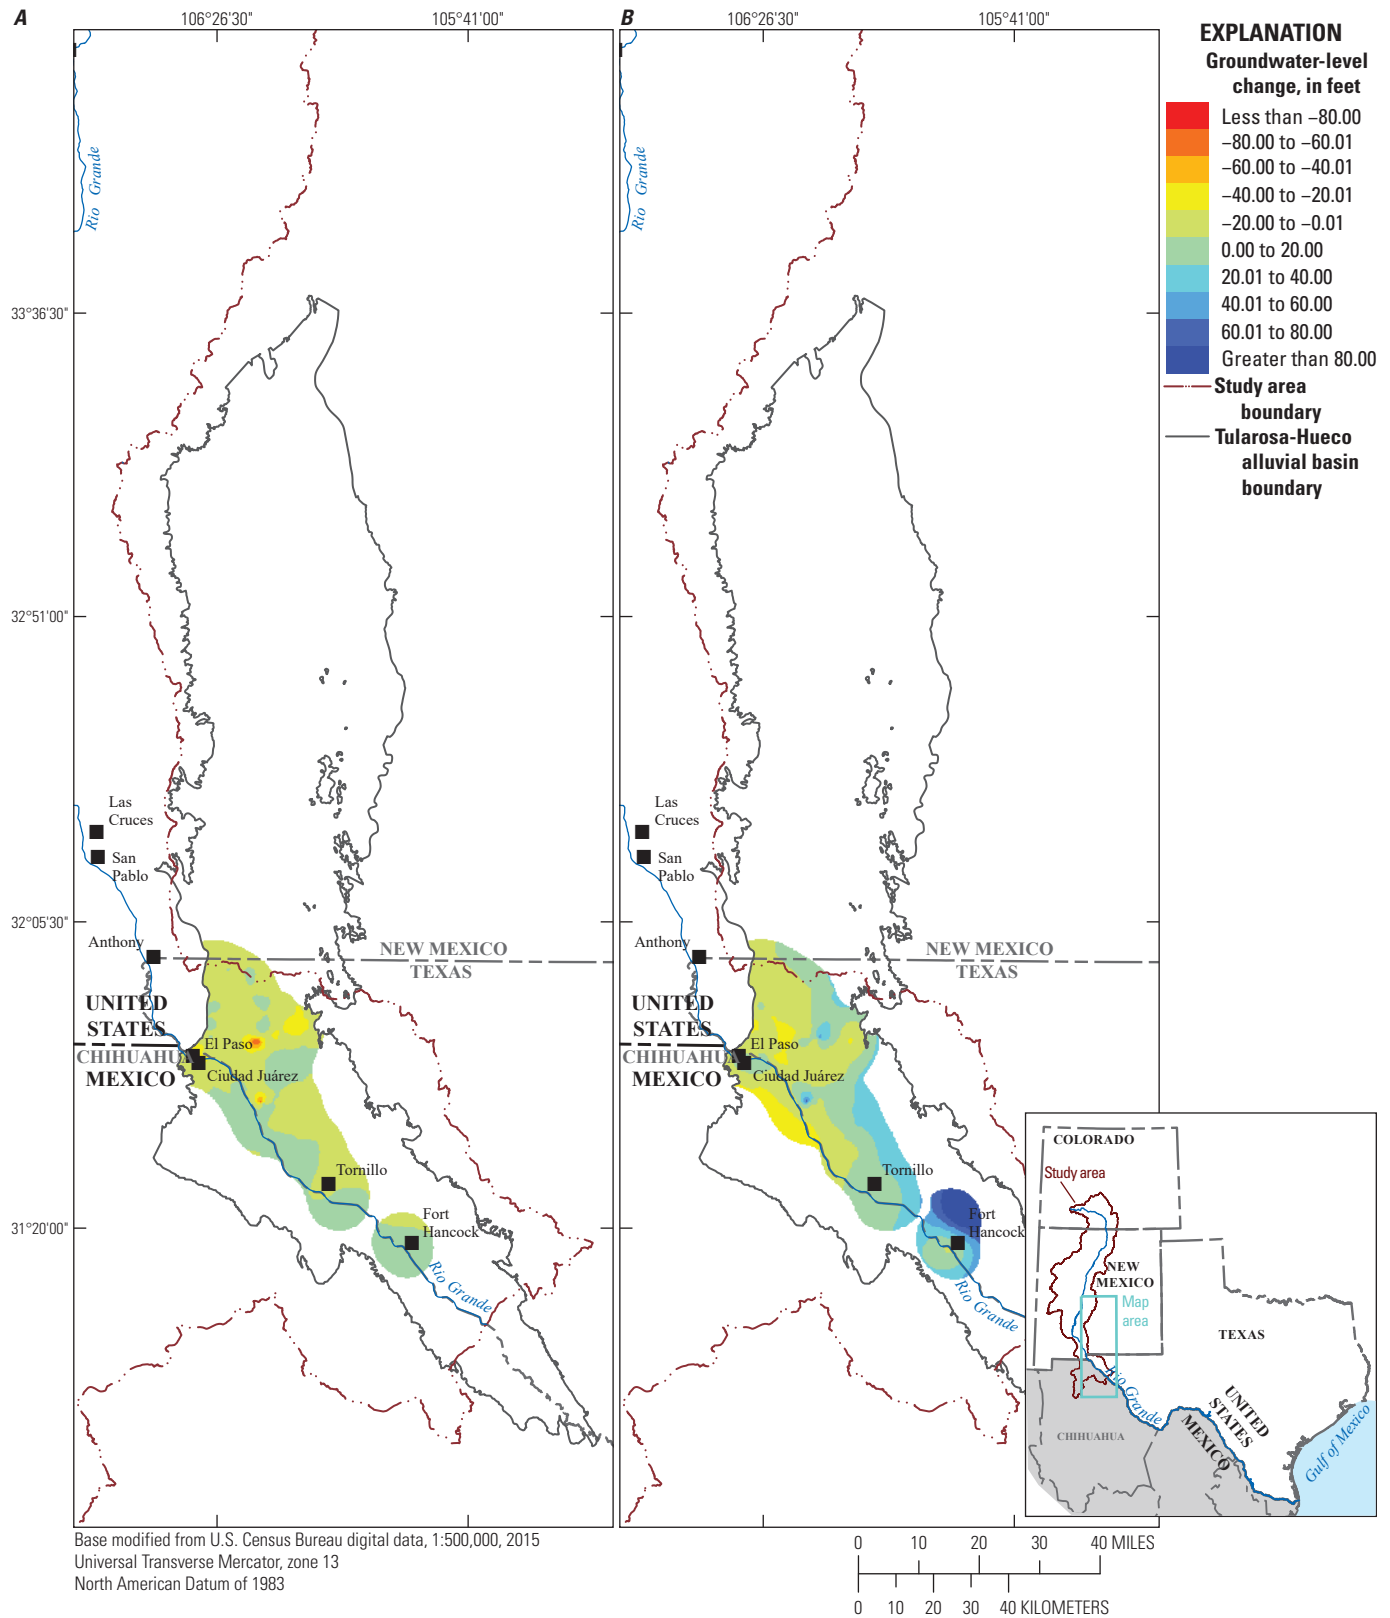 A
106°26'30"
105°41'00"
B
106°26'30"
105°41'00"
EXPLANATION
Groundwater-level
change, in feet
Less than −80.00
−80.00 to −60.01
−60.00 to −40.01
−40.00 to −20.01
−20.00 to −0.01
0.00 to 20.00
20.01 to 40.00
40.01 to 60.00
60.01 to 80.00
Greater than 80.00
Study area
boundary
Tularosa-Hueco
alluvial basin
boundary
33°36'30"
32°51'00"
32°05'30"
31°20'00"
Rio Grande
Las
Cruces
San
Pablo
Anthony
NEW MEXICO
TEXAS
UNITED
STATES
CHIHUAHUA
MEXICO
El Paso
Ciudad Juárez
Tornillo
Fort
Hancock
Rio Grande
Rio Grande
Las
Cruces
San
Pablo
Anthony
NEW MEXICO
TEXAS
UNITED
STATES
CHIHUAHUA
MEXICO
El Paso
Ciudad Juárez
Tornillo
Fort
Hancock
Rio Grande
COLORADO
Study area
NEW
MEXICO
Map
area
TEXAS
Rio Grande
UNITED
STATES
MEXICO
CHIHUAHUA
Gulf of Mexico
Base modified from U.S. Census Bureau digital data, 1:500,000, 2015
Universal Transverse Mercator, zone 13
North American Datum of 1983
0 10 20 30 40 MILES
0 10 20 30 40 KILOMETERS